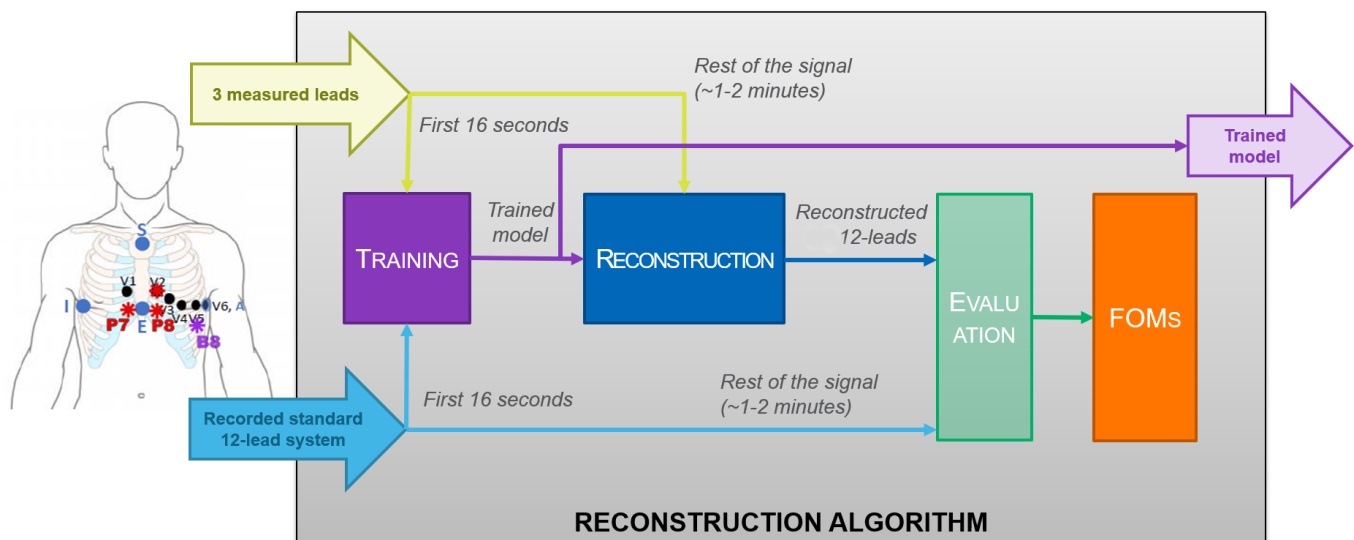 3 measured leads
Rest of the signal
(~1-2 minutes)
First 16 seconds
Trained
model
Trained
model
Reconstructed
12-leads
TRAINING
RECONSTRUCTION
EVALU
ATION
FOMs
S
V1
V2
I
V3
V4
V5
V6, A
P7
E
P8
B8
First 16 seconds
Rest of the signal
(~1-2 minutes)
Recorded standard
12-lead system
RECONSTRUCTION ALGORITHM